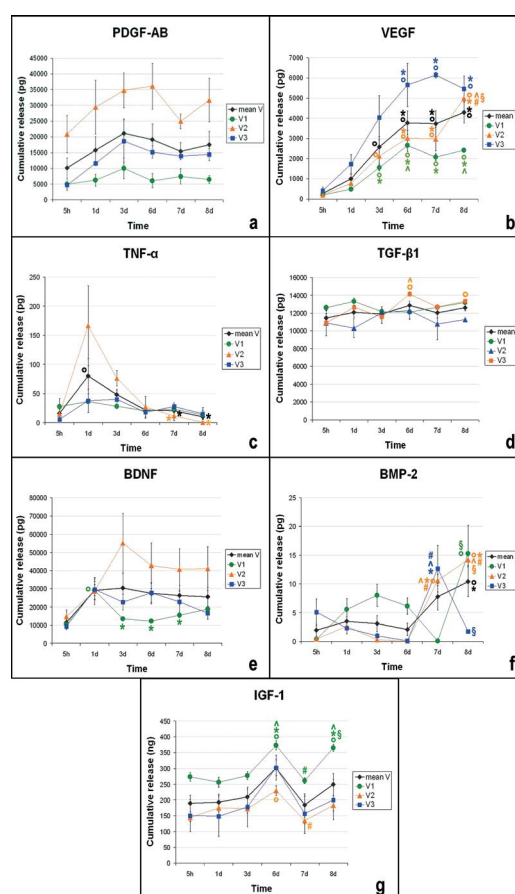 PDGF-AB
Cumulative release (pg)
45000
40000
35000
30000
25000
20000
15000
10000
5000
0
5h 1d 3d 6d 7d 8d
Time
mean V
V1
V2
V3
a
VEGF
Cumulative release (pg)
7000
6000
5000
4000
3000
2000
1000
0
5h 1d 3d 6d 7d 8d
Time
mean V
V1
V2
V3
b
TNF-α
Cumulative release (pg)
250
200
150
100
50
0
5h 1d 3d 6d 7d 8d
Time
mean V
V1
V2
V3
c
TGF-β1
Cumulative release (pg)
16000
14000
12000
10000
8000
6000
4000
2000
0
5h 1d 3d 6d 7d 8d
Time
mean V
V1
V2
V3
d
BDNF
Cumulative release (pg)
80000
70000
60000
50000
40000
30000
20000
10000
0
5h 1d 3d 6d 7d 8d
Time
mean V
V1
V2
V3
e
BMP-2
Cumulative release (pg)
25
20
15
10
5
0
5h 1d 3d 6d 7d 8d
Time
mean V
V1
V2
V3
f
IGF-1
Cumulative release (ng)
450
400
350
300
250
200
150
100
50
0
5h 1d 3d 6d 7d 8d
Time
mean V
V1
V2
V3
g